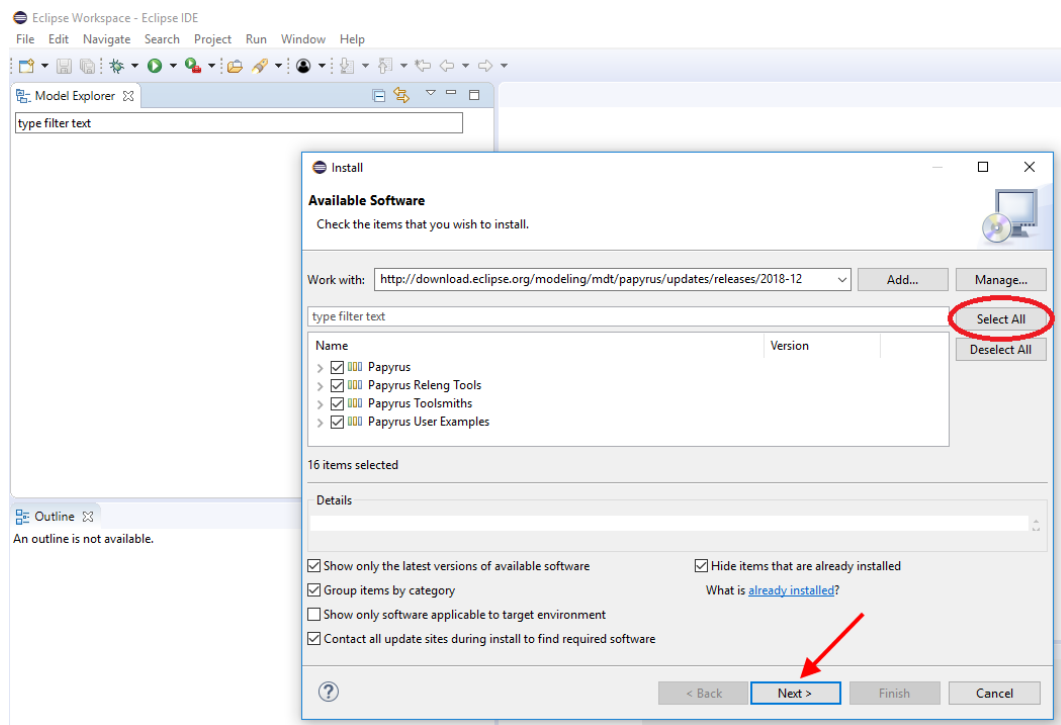 Eclipse Workspace - Eclipse IDE
File Edit Navigate Search Project Run Window Help
Model Explorer
type filter text
Install
Available Software
Check the items that you wish to install.
Work with: http://download.eclipse.org/modeling/mdt/papyrus/updates/releases/2018-12 Add... Manage...
type filter text Select All
Name Version Deselect All
Papyrus
Papyrus Releng Tools
Papyrus Toolsmiths
Papyrus User Examples
16 items selected
Details
Outline
An outline is not available.
Show only the latest versions of available software Hide items that are already installed
Group items by category What is already installed?
Show only software applicable to target environment
Contact all update sites during install to find required software
? < Back Next > Finish Cancel